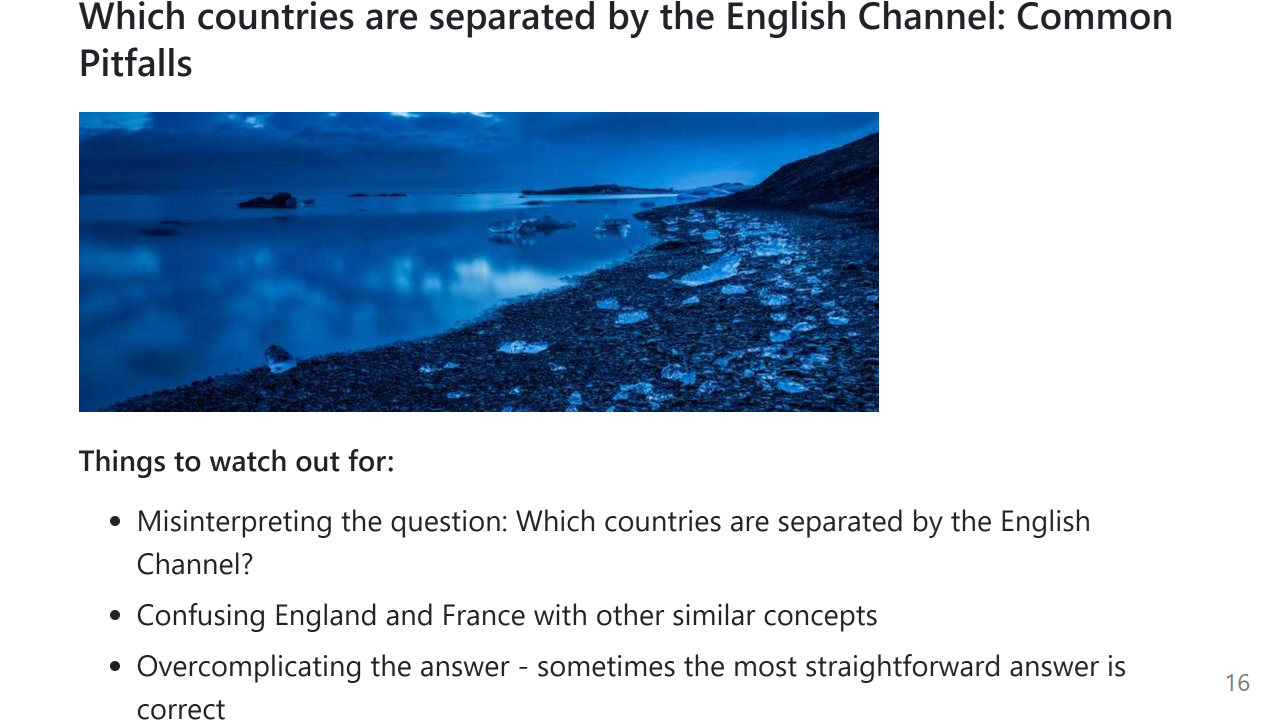 Which countries are separated by the English Channel: Common
Pitfalls
Things to watch out for:
• Misinterpreting the question: Which countries are separated by the English
Channel?
• Confusing England and France with other similar concepts
• Overcomplicating the answer - sometimes the most straightforward answer is
correct
16